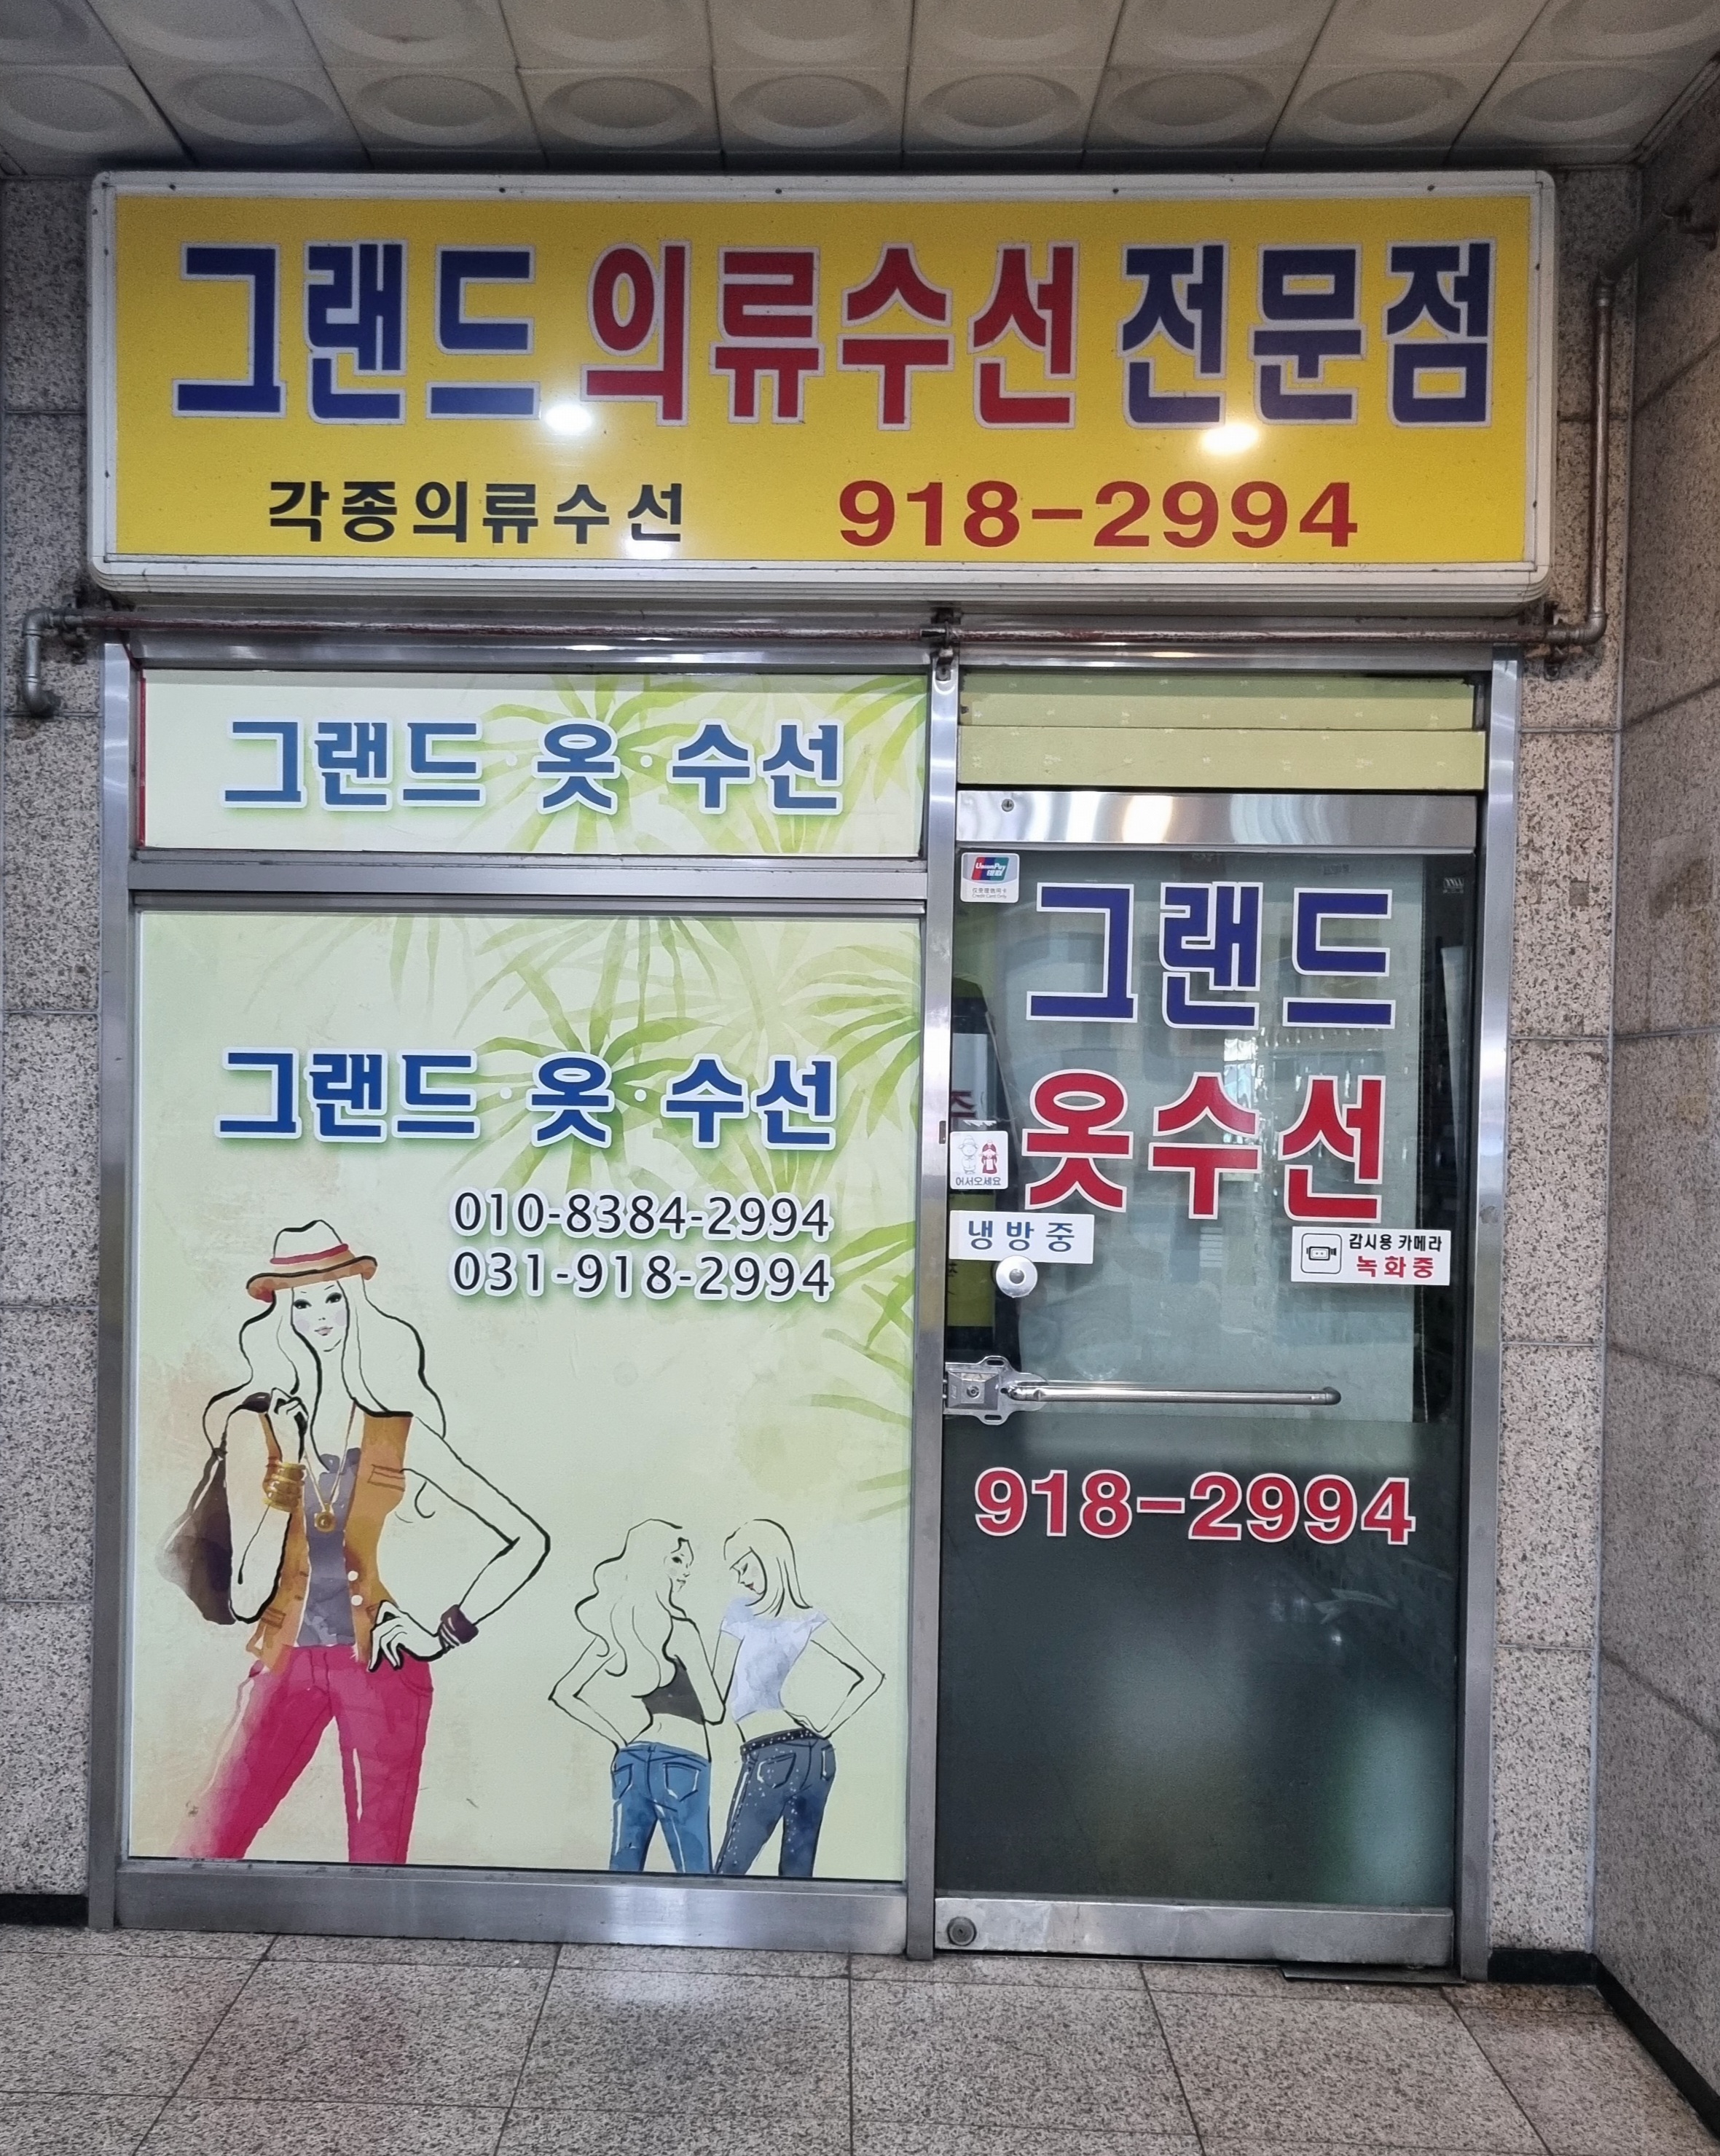 그랜드 의류수선 전문점
각종의류수선 918-2994
그랜드·옷·수선
그랜드·옷·수선
010-8384-2994
031-918-2994
UnionPay
그랜드
옷수선
어서오세요
냉방중
감시용 카메라
녹화중
918-2994